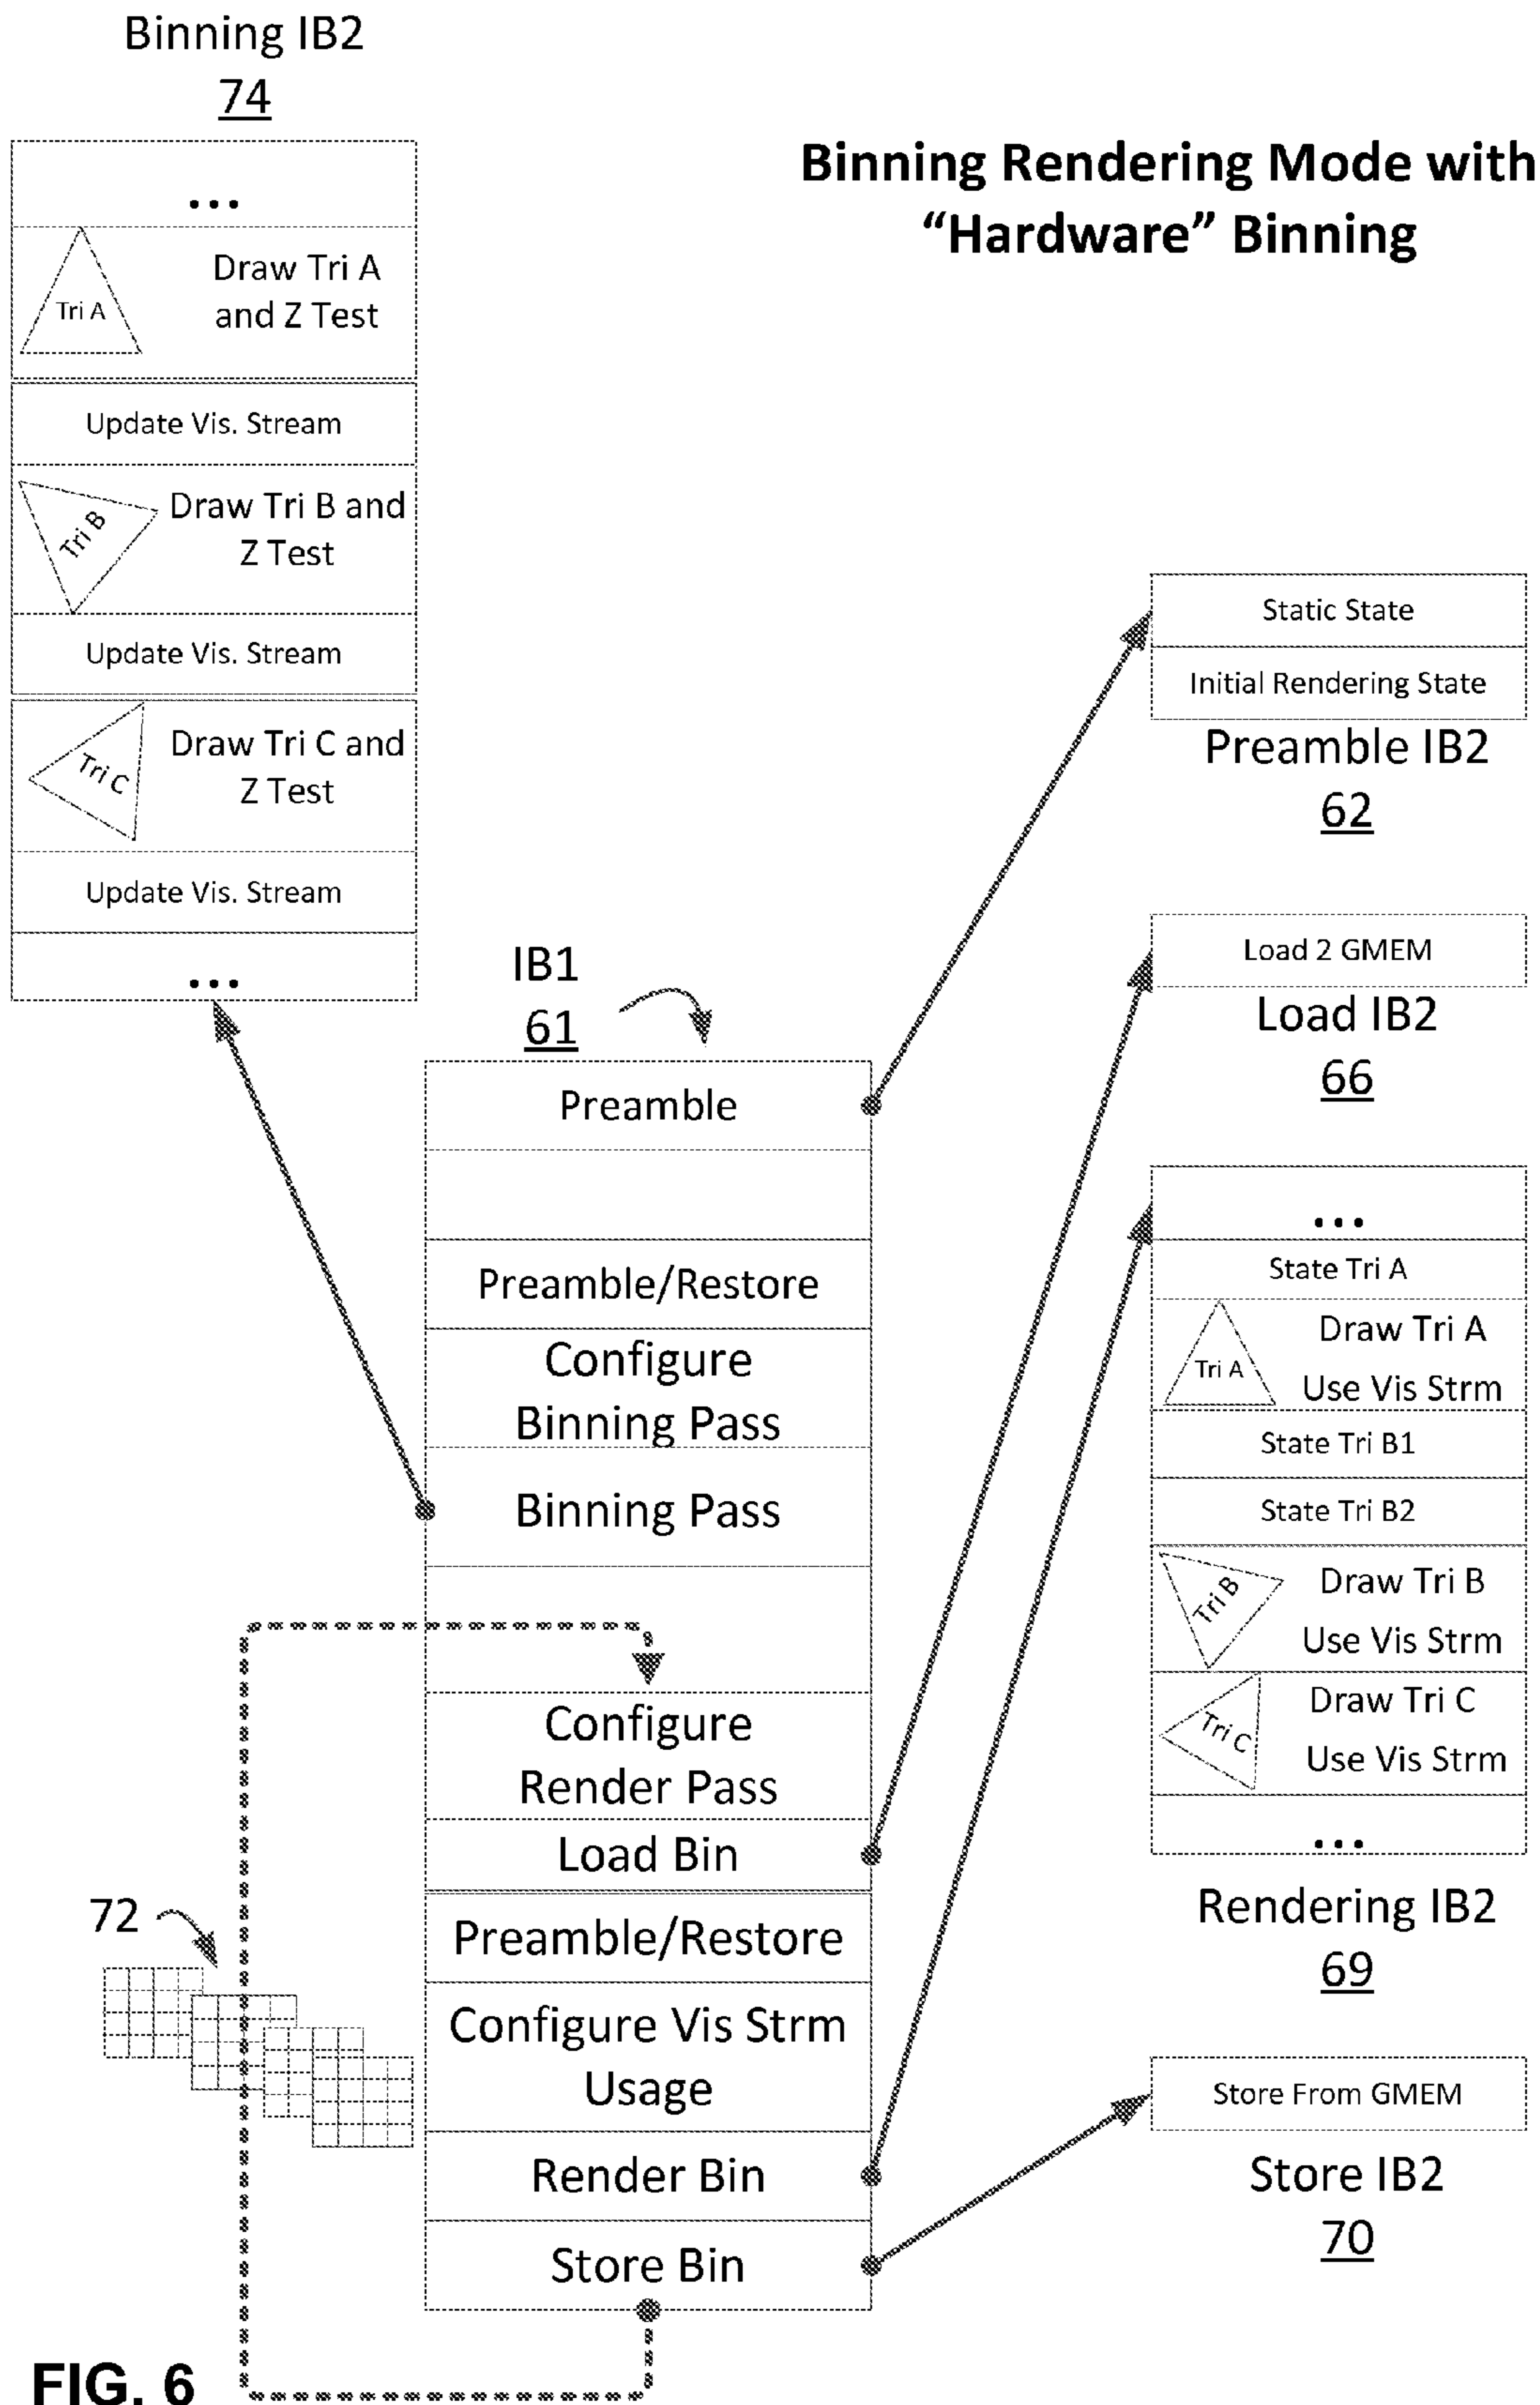 Binning IB2
74
Binning Rendering Mode with
“Hardware” Binning
...
Tri A
Draw Tri A
and Z Test
Update Vis. Stream
Tri B
Draw Tri B and
Z Test
Update Vis. Stream
Tri C
Draw Tri C and
Z Test
Update Vis. Stream
...
Static State
Initial Rendering State
Preamble IB2
62
Load 2 GMEM
Load IB2
66
IB1
61
Preamble
Preamble/Restore
Configure
Binning Pass
Binning Pass
Configure
Render Pass
Load Bin
Preamble/Restore
Configure Vis Strm
Usage
Render Bin
Store Bin
72
...
State Tri A
Tri A
Draw Tri A
Use Vis Strm
State Tri B1
State Tri B2
Tri B
Draw Tri B
Use Vis Strm
Tri C
Draw Tri C
Use Vis Strm
...
Rendering IB2
69
Store From GMEM
Store IB2
70
FIG. 6